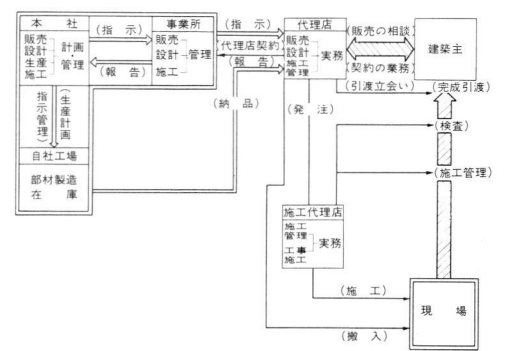 本社
販売
設計
生産
施工
計画・管理
(指示)
(報告)
事業所
販売
設計
施工
管理
(指示)
(代理店契約)
(報告)
(納品)
代理店
販売
設計
施工
管理
実務
(販売の相談)
(契約の業務)
(引渡立会い)
建築主
(完成引渡)
(検査)
(施工管理)
(発注)
(生産計画)
指示管理)
自社工場
部材製造
在庫
施工代理店
施工
管理
工事
施工
実務
(施工)
(搬入)
現場